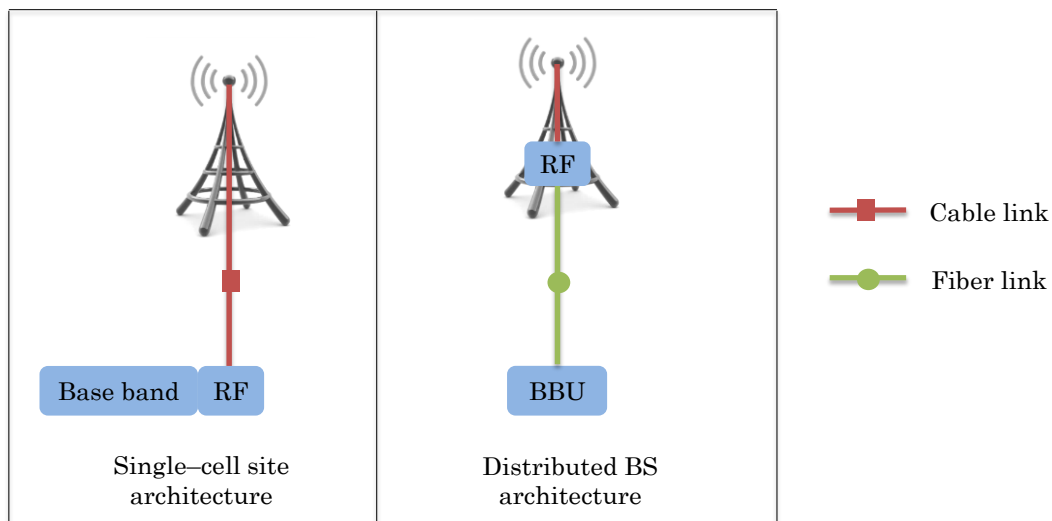 Base band
RF
Single–cell site
architecture
RF
BBU
Distributed BS
architecture
Cable link
Fiber link